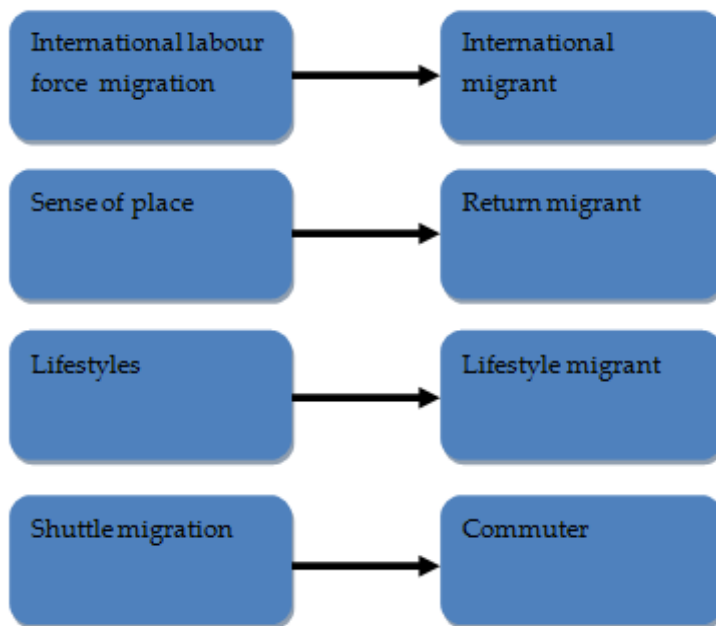 International labour
force migration
International
migrant
Sense of place
Return migrant
Lifestyles
Lifestyle migrant
Shuttle migration
Commuter